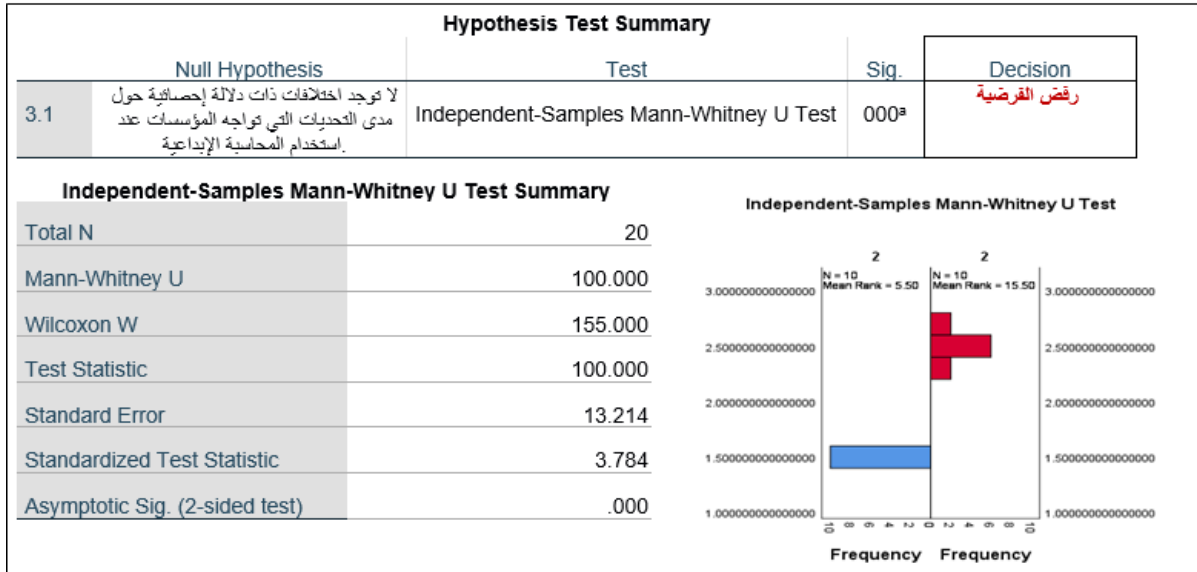 Hypothesis Test Summary
Null Hypothesis Test Sig. Decision
3.1
لا توجد اختلافات ذات دلالة إحصائية حول
مدى التحديات التي تواجه المؤسسات عند
استخدام المحاسبة الإبداعية.
Independent-Samples Mann-Whitney U Test
000ᵃ
رفض الفرضية
Independent-Samples Mann-Whitney U Test Summary
Total N 20
Mann-Whitney U 100.000
Wilcoxon W 155.000
Test Statistic 100.000
Standard Error 13.214
Standardized Test Statistic 3.784
Asymptotic Sig. (2-sided test) .000
Independent-Samples Mann-Whitney U Test
2 2
N = 10 N = 10
Mean Rank = 5.50 Mean Rank = 15.50
3.000000000000000 3.000000000000000
2.500000000000000 2.500000000000000
2.000000000000000 2.000000000000000
1.500000000000000 1.500000000000000
1.000000000000000 1.000000000000000
10 8 6 4 2 0 2 4 6 8 10
Frequency Frequency